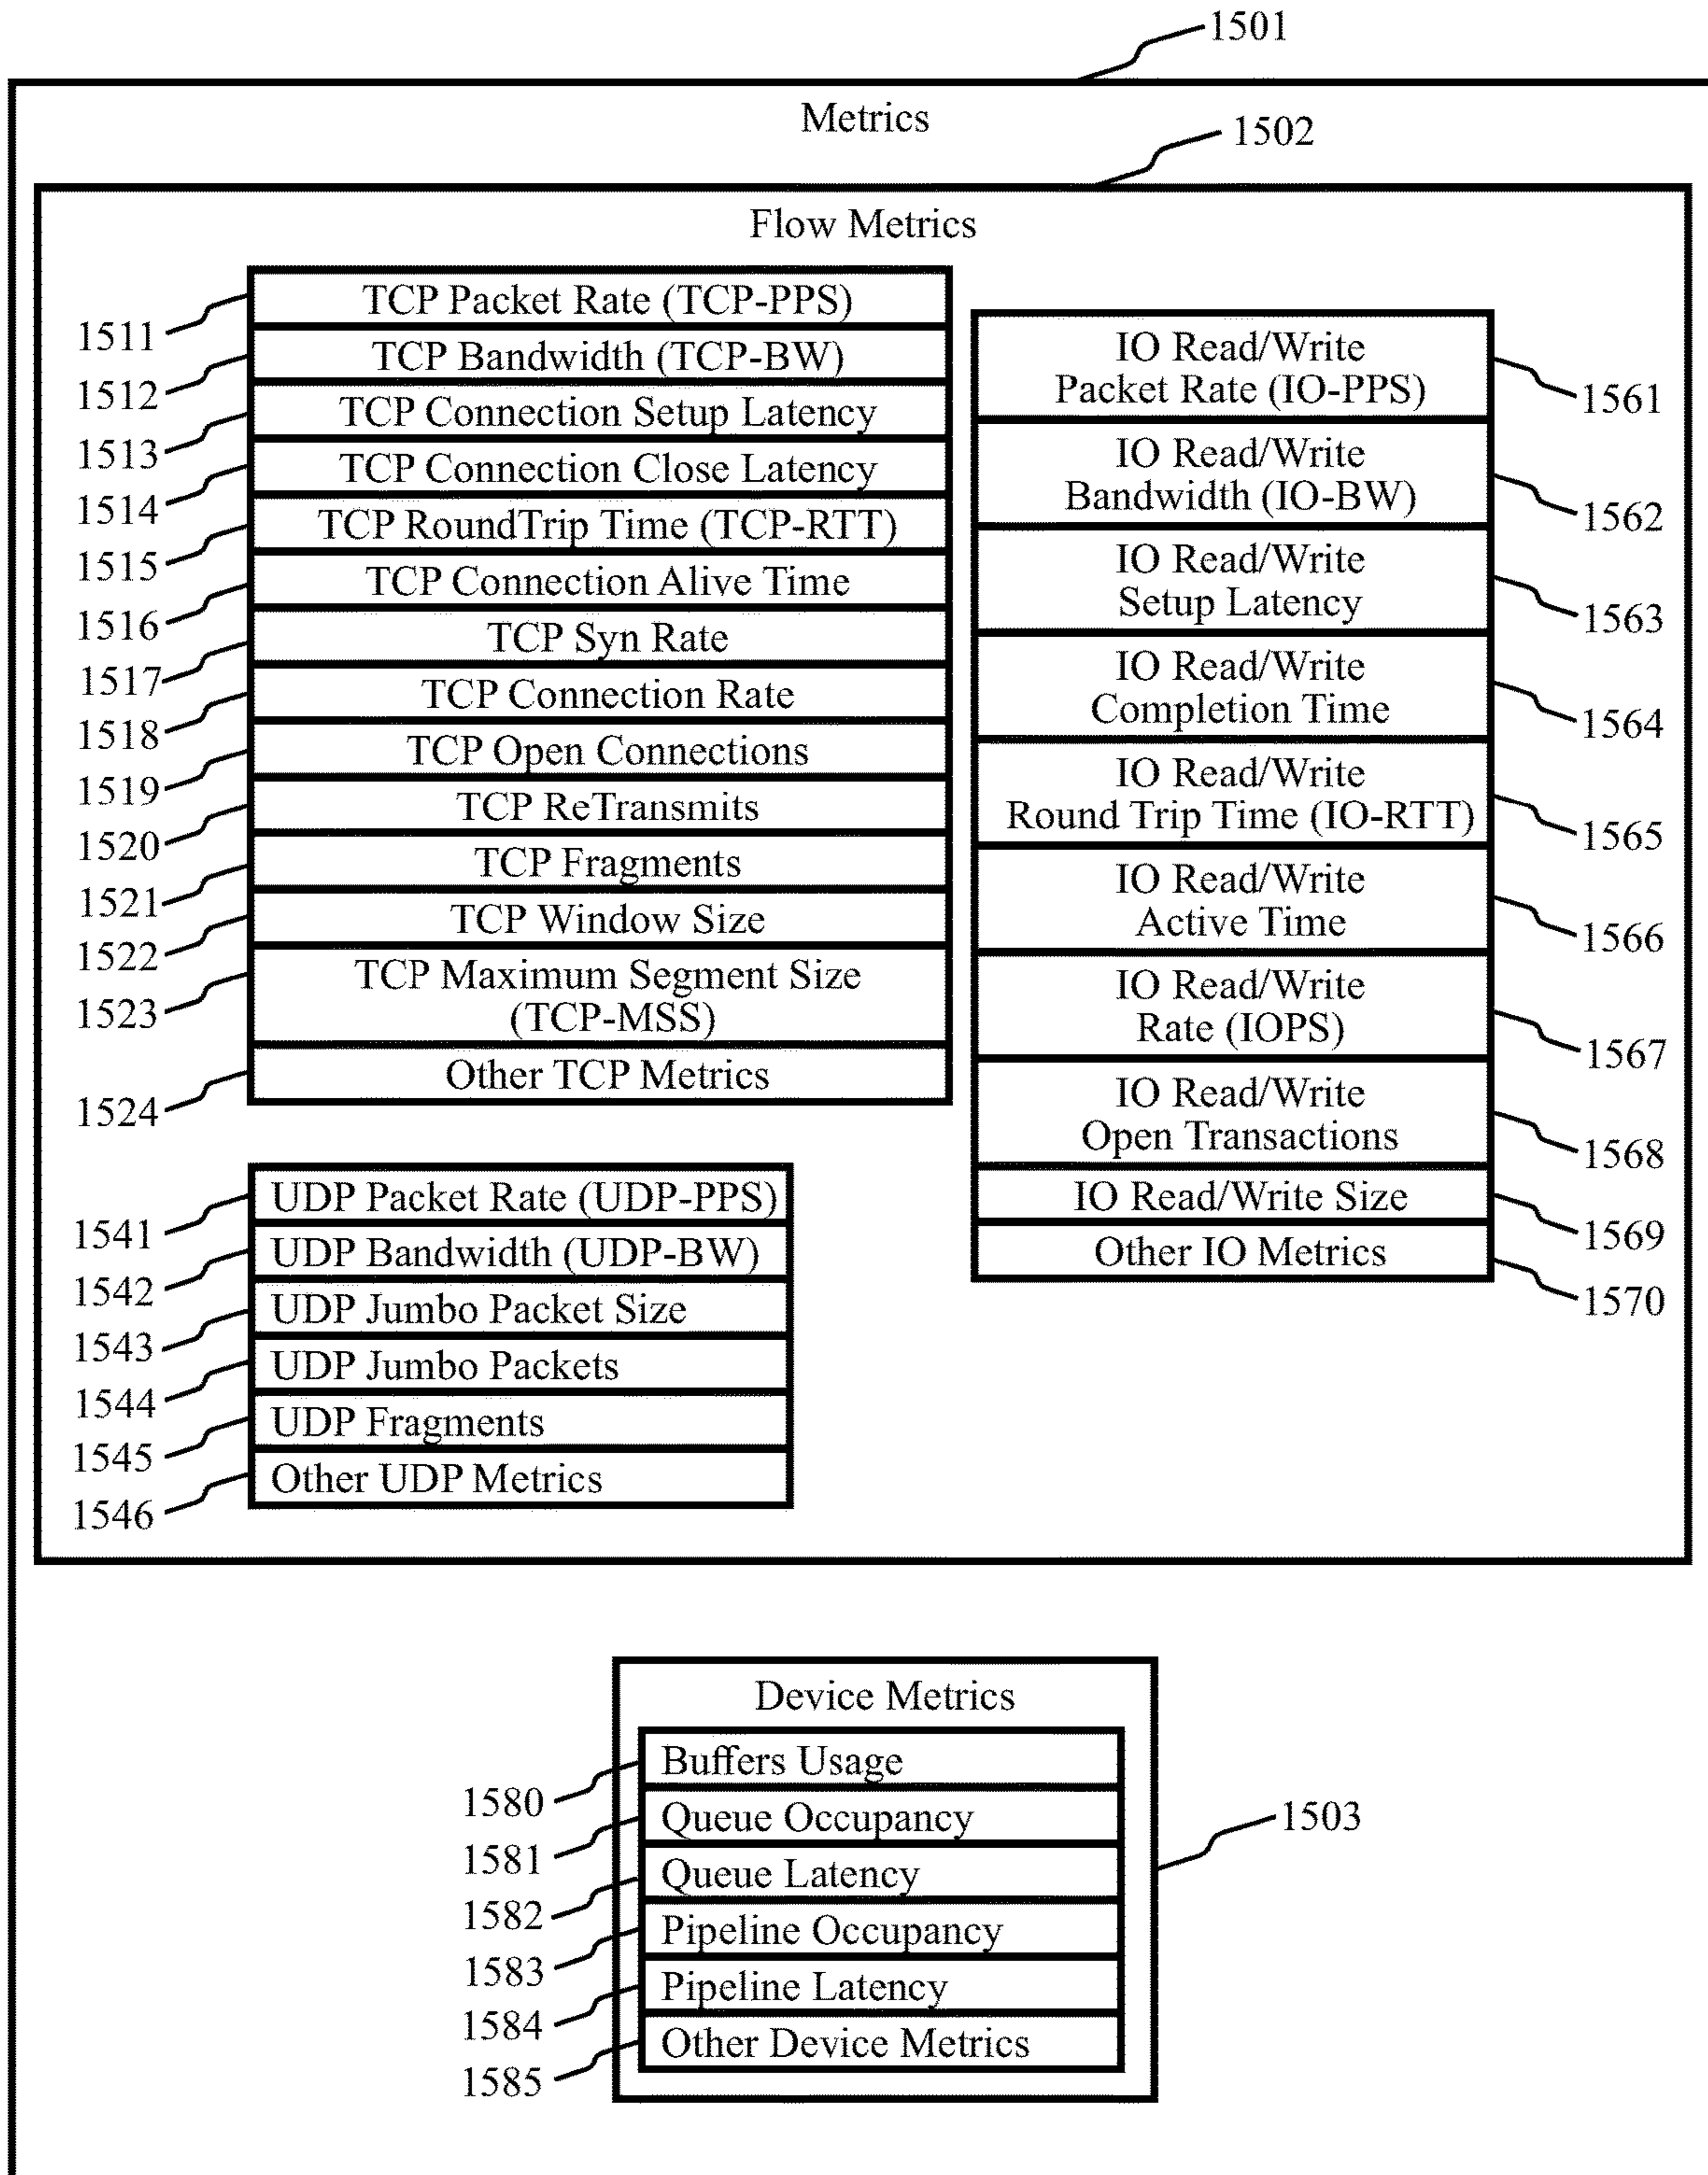 1501
Metrics
1502
Flow Metrics
TCP Packet Rate (TCP-PPS)
1511
TCP Bandwidth (TCP-BW)
1512
TCP Connection Setup Latency
1513
TCP Connection Close Latency
1514
TCP RoundTrip Time (TCP-RTT)
1515
TCP Connection Alive Time
1516
TCP Syn Rate
1517
TCP Connection Rate
1518
TCP Open Connections
1519
TCP ReTransmits
1520
TCP Fragments
1521
TCP Window Size
1522
TCP Maximum Segment Size
(TCP-MSS)
1523
Other TCP Metrics
1524
UDP Packet Rate (UDP-PPS)
1541
UDP Bandwidth (UDP-BW)
1542
UDP Jumbo Packet Size
1543
UDP Jumbo Packets
1544
UDP Fragments
1545
Other UDP Metrics
1546
IO Read/Write
Packet Rate (IO-PPS)
1561
IO Read/Write
Bandwidth (IO-BW)
1562
IO Read/Write
Setup Latency
1563
IO Read/Write
Completion Time
1564
IO Read/Write
Round Trip Time (IO-RTT)
1565
IO Read/Write
Active Time
1566
IO Read/Write
Rate (IOPS)
1567
IO Read/Write
Open Transactions
1568
IO Read/Write Size
1569
Other IO Metrics
1570
Device Metrics
Buffers Usage
1580
Queue Occupancy
1581
Queue Latency
1582
Pipeline Occupancy
1583
Pipeline Latency
1584
Other Device Metrics
1585
1503